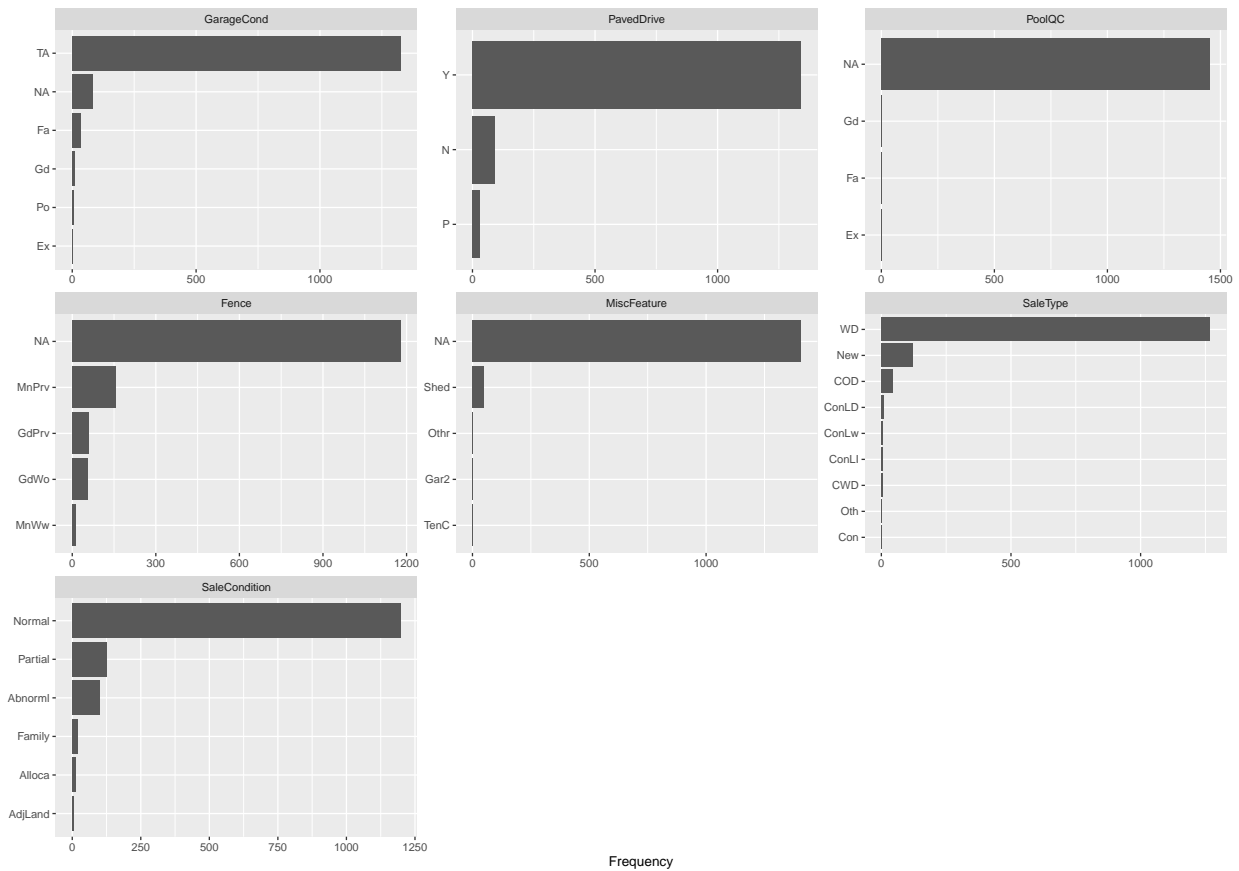 GarageCond
TA
NA
Fa
Gd
Po
Ex
0 500 1000
PavedDrive
Y
N
P
0 500 1000
PoolQC
NA
Gd
Fa
Ex
0 500 1000 1500
Fence
NA
MnPrv
GdPrv
GdWo
MnWw
0 300 600 900 1200
MiscFeature
NA
Shed
Othr
Gar2
TenC
0 500 1000
SaleType
WD
New
COD
ConLD
ConLw
ConLI
CWD
Oth
Con
0 500 1000
SaleCondition
Normal
Partial
Abnorml
Family
Alloca
AdjLand
0 250 500 750 1000 1250
Frequency